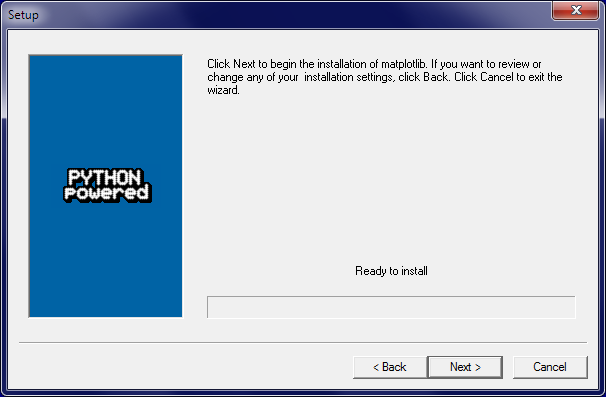 Setup
Click Next to begin the installation of matplotlib. If you want to review or
change any of your  installation settings, click Back. Click Cancel to exit the
wizard.
PYTHON
powered
Ready to install
< Back Next > Cancel